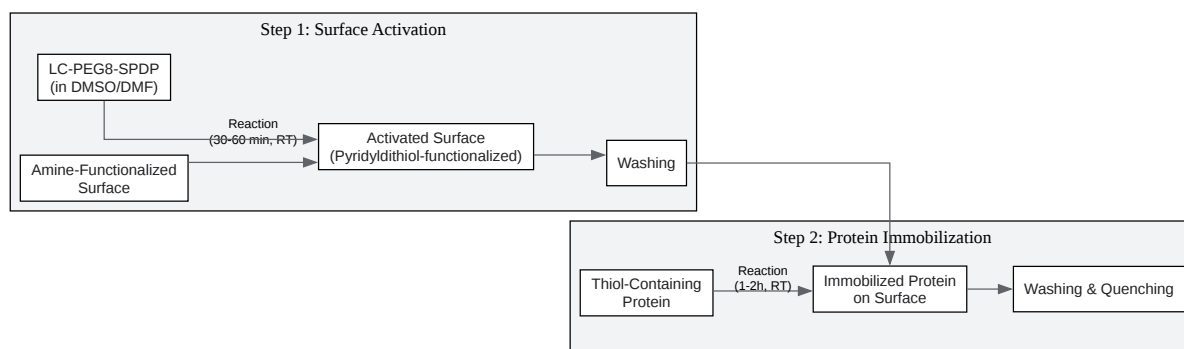 Step 1: Surface Activation
LC-PEG8-SPDP
(in DMSO/DMF)
Reaction
(30-60 min, RT)
Activated Surface
(Pyridyldithiol-functionalized)
Washing
Amine-Functionalized
Surface
Step 2: Protein Immobilization
Thiol-Containing
Protein
Reaction
(1-2h, RT)
Immobilized Protein
on Surface
Washing & Quenching